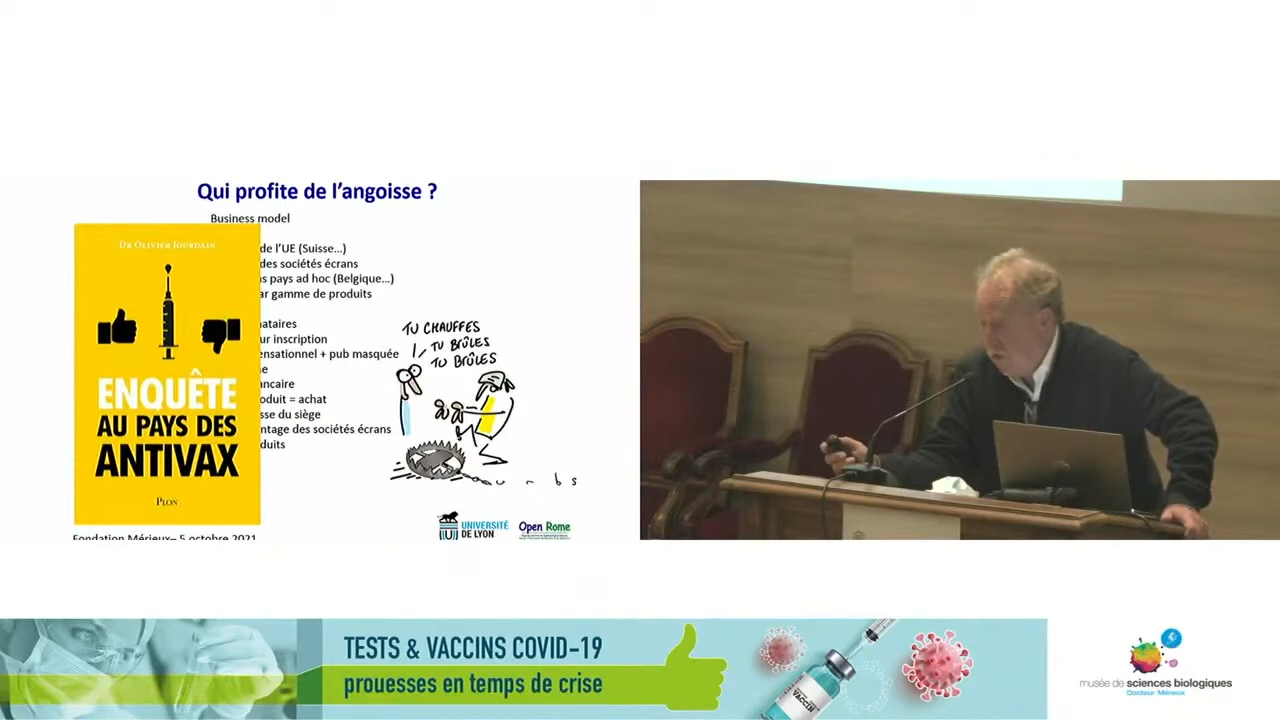 Qui profite de l'angoisse ?
Business model
de l'UE (Suisse...)
des sociétés écrans
s pays ad hoc (Belgique...)
ar gamme de produits
ataires
ur inscription
ensationnel + pub masquée
e
ncaire
oduit = achat
sse du siège
ntage des sociétés écrans
duits
DR OLIVIER JOURDAIN
ENQUÊTE
AU PAYS DES
ANTIVAX
PLON
TU CHAUFFES
TU BRÛLES
TU BRÛLES
Fondation Mérieux– 5 octobre 2021
UNIVERSITÉ
DE LYON
Open Rome
TESTS & VACCINS COVID-19
prouesses en temps de crise
VACCIN
musée de sciences biologiques
Docteur Mérieux